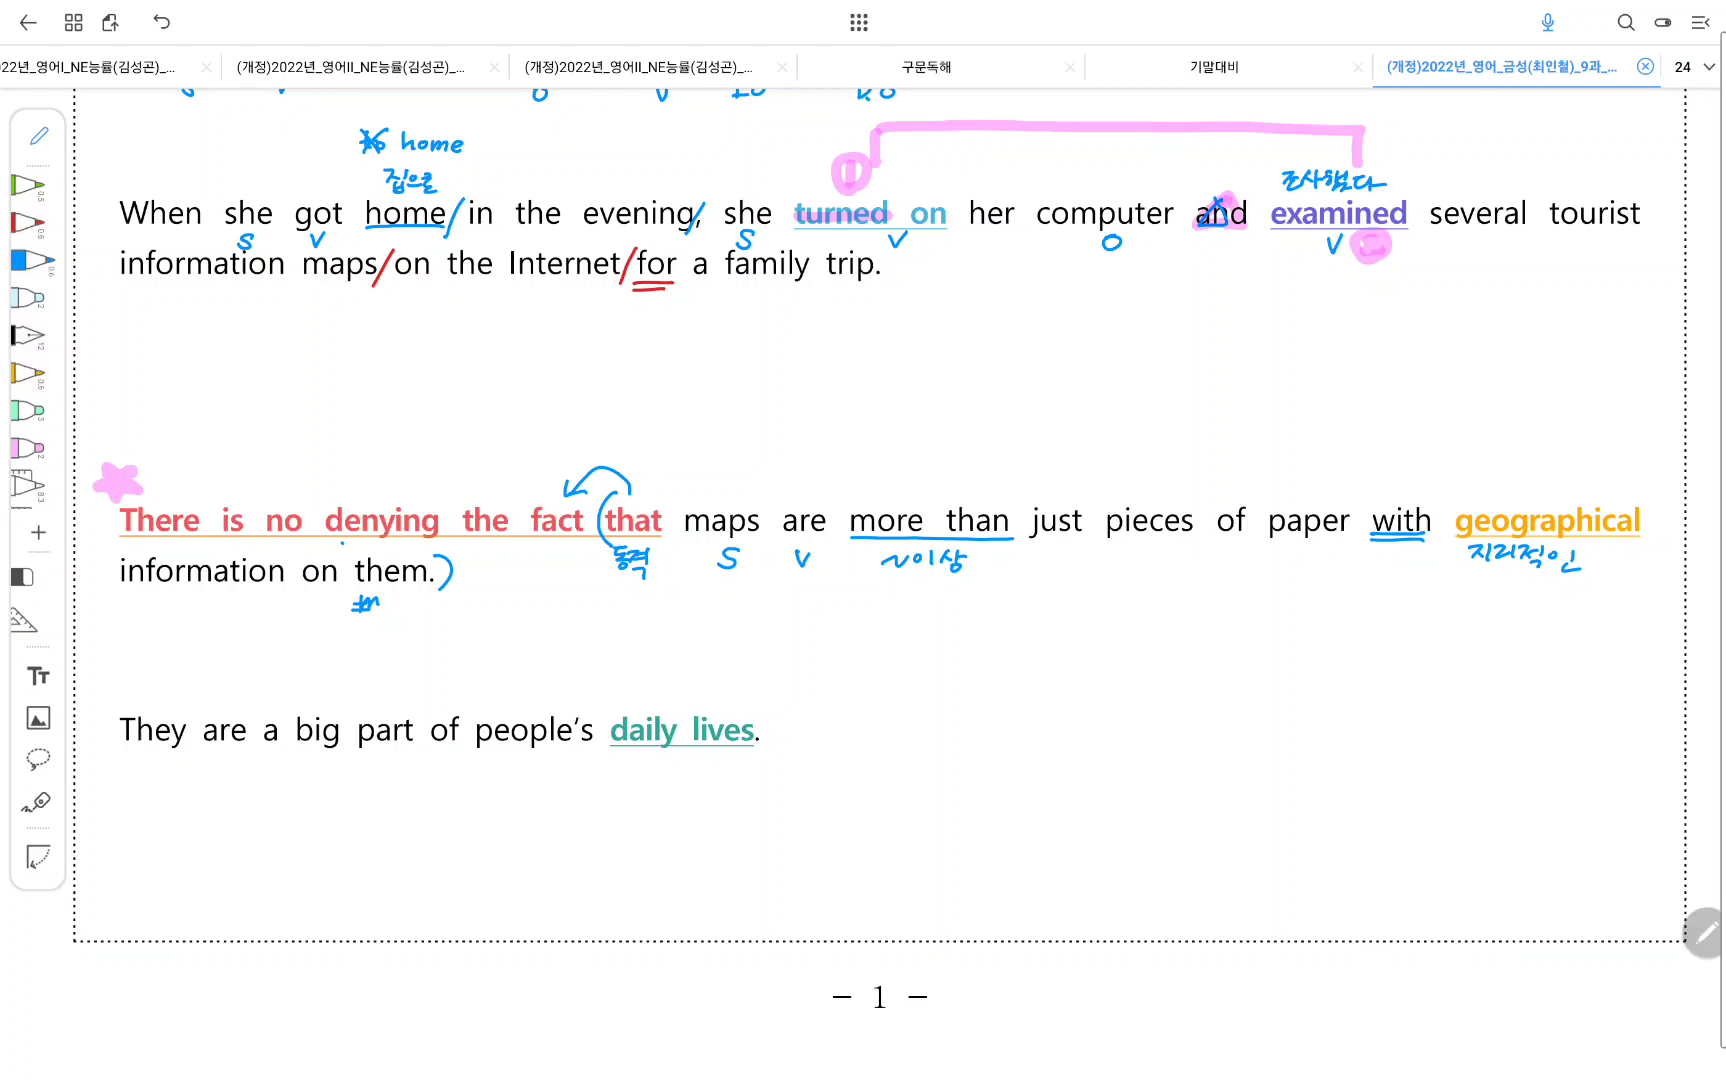 22년_영어I_NE능률(김성곤)_... (개정)2022년_영어II_NE능률(김성곤)_... (개정)2022년_영어II_NE능률(김성곤)_... 구문독해 기말대비 (개정)2022년_영어_금성(최인철)_9과_... 24
home
집으로
조사했다
When she got home in the evening, she turned on her computer and examined several tourist
S V S V O V
information maps on the Internet for a family trip.
There is no denying the fact that maps are more than just pieces of paper with geographical
동격 S V ~이상 지리적인
information on them.
They are a big part of people's daily lives.
- 1 -